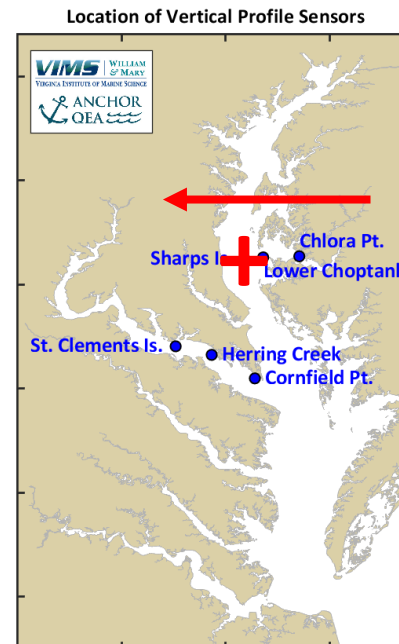 Location of Vertical Profile Sensors
VIMS | WILLIAM & MARY
VIRGINIA INSTITUTE OF MARINE SCIENCE
ANCHOR
QEA
Chlora Pt.
Sharps I
Lower Choptank
St. Clements Is.
Herring Creek
Cornfield Pt.